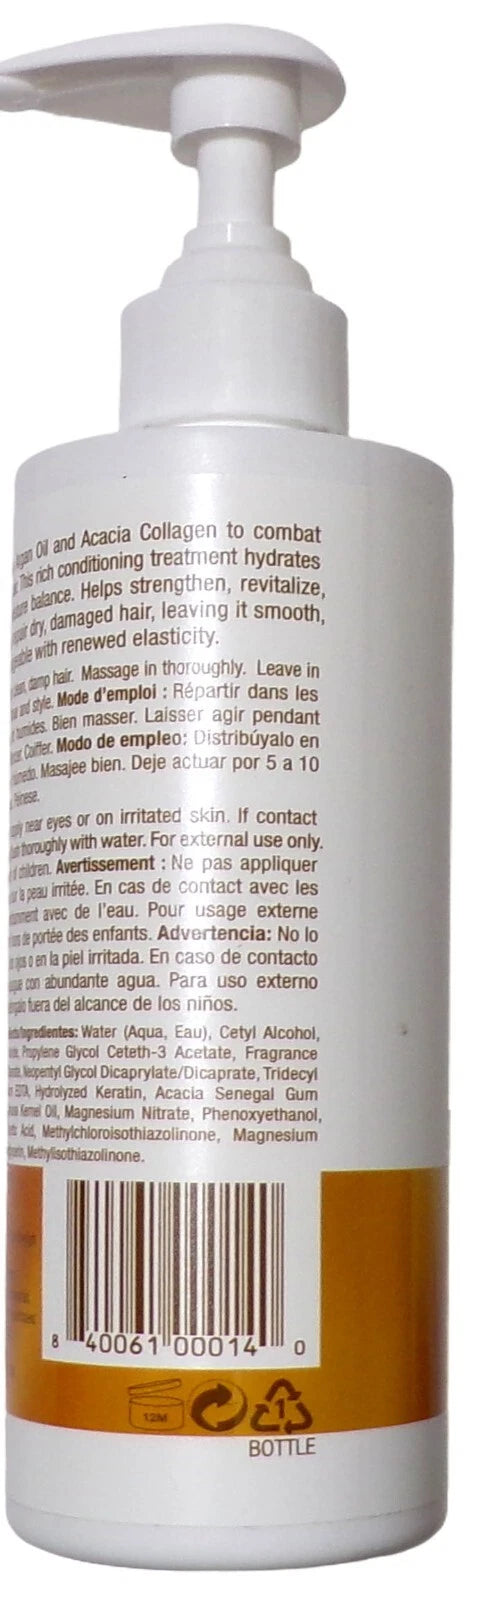 Argan Oil and Acacia Collagen to combat
This rich conditioning treatment hydrates
balance. Helps strengthen, revitalize,
dry, damaged hair, leaving it smooth,
with renewed elasticity.
clean, damp hair. Massage in thoroughly. Leave in
and style. Mode d'emploi : Répartir dans les
humides. Bien masser. Laisser agir pendant
Coiffer. Modo de empleo: Distribúyalo en
Masajee bien. Deje actuar por 5 a 10
Péinese.
near eyes or on irritated skin. If contact
thoroughly with water. For external use only.
of children. Avertissement : Ne pas appliquer
la peau irritée. En cas de contact avec les
avec de l'eau. Pour usage externe
de portée des enfants. Advertencia: No lo
ojos o en la piel irritada. En caso de contacto
con abundante agua. Para uso externo
fuera del alcance de los niños.
Water (Aqua, Eau), Cetyl Alcohol,
Propylene Glycol Ceteth-3 Acetate, Fragrance
Neopentyl Glycol Dicaprylate/Dicaprate, Tridecyl
EDTA, Hydrolyzed Keratin, Acacia Senegal Gum
Kernel Oil, Magnesium Nitrate, Phenoxyethanol,
Acid, Methylchloroisothiazolinone, Magnesium
Methylisothiazolinone.
8 40061 00014 0
12M
1
BOTTLE